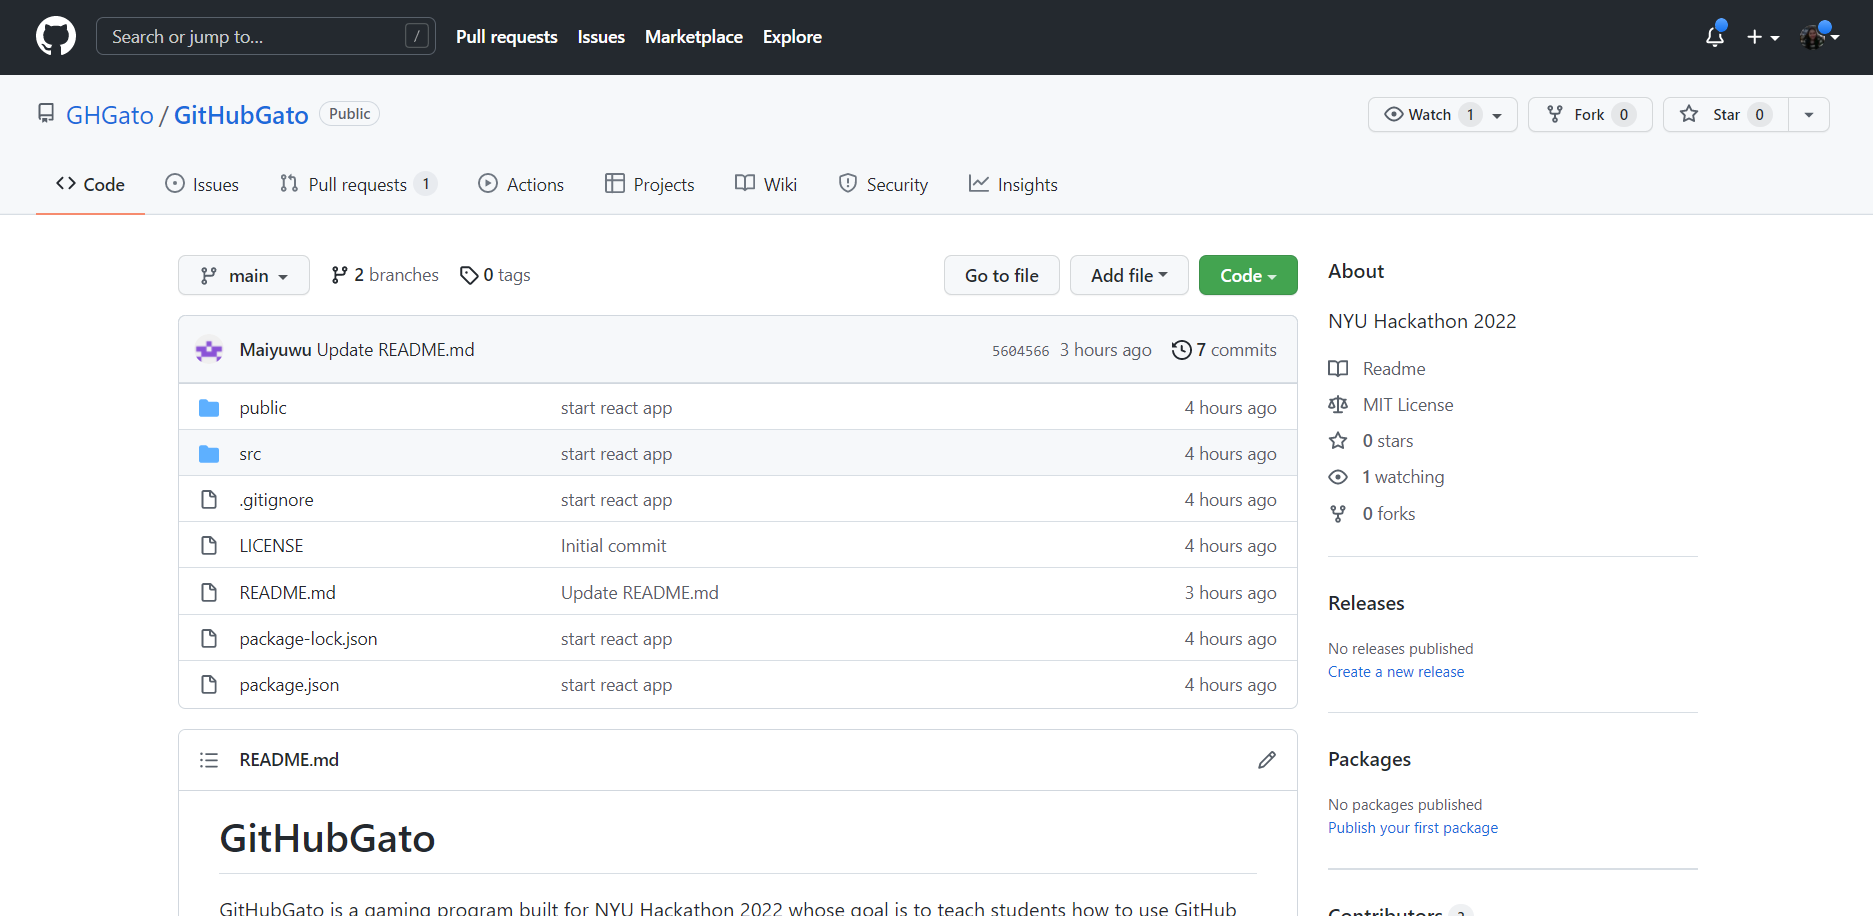 Search or jump to... /
Pull requests Issues Marketplace Explore
GHGato / GitHubGato Public
Watch 1 Fork 0 Star 0
Code Issues Pull requests 1 Actions Projects Wiki Security Insights
main 2 branches 0 tags
Go to file Add file Code
Maiyuwu Update README.md 5604566 3 hours ago 7 commits
public start react app 4 hours ago
src start react app 4 hours ago
.gitignore start react app 4 hours ago
LICENSE Initial commit 4 hours ago
README.md Update README.md 3 hours ago
package-lock.json start react app 4 hours ago
package.json start react app 4 hours ago
README.md
GitHubGato
GitHubGato is a gaming program built for NYU Hackathon 2022 whose goal is to teach students how to use GitHub
About
NYU Hackathon 2022
Readme
MIT License
0 stars
1 watching
0 forks
Releases
No releases published
Create a new release
Packages
No packages published
Publish your first package
Contributors